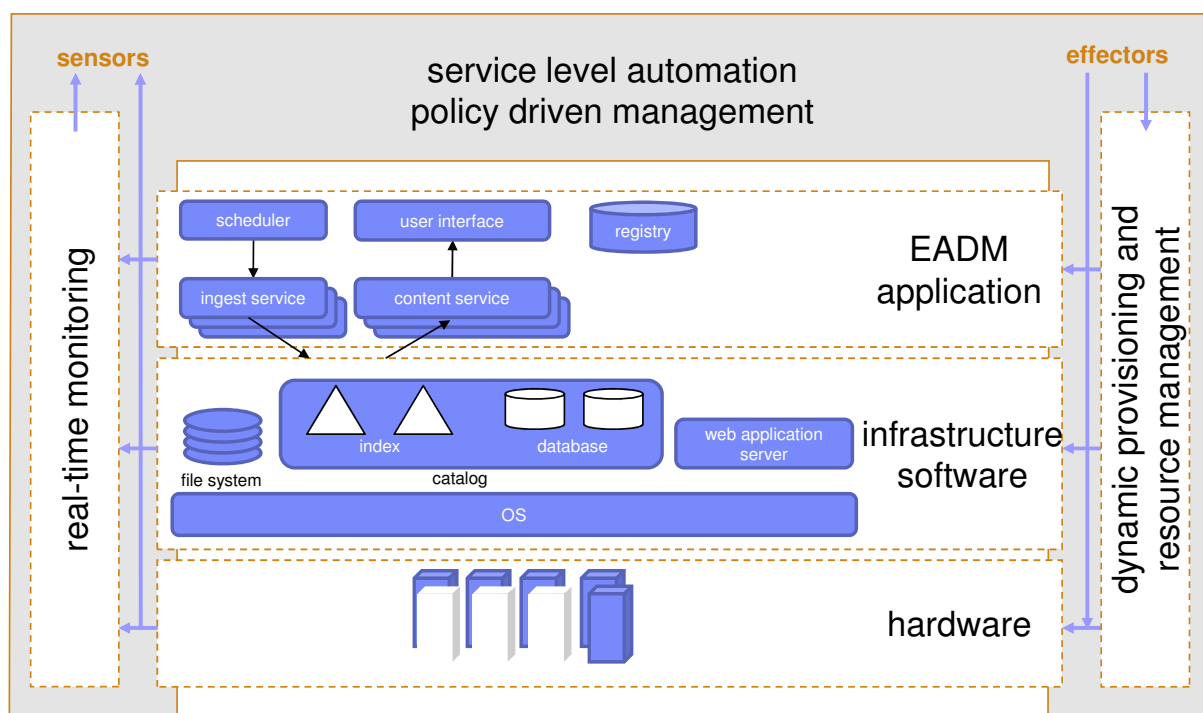 sensors
effectors
service level automation
policy driven management
real-time monitoring
scheduler
user interface
registry
EADM
application
ingest service
content service
index
database
web application
server
infrastructure
software
file system
catalog
OS
hardware
dynamic provisioning and
resource management